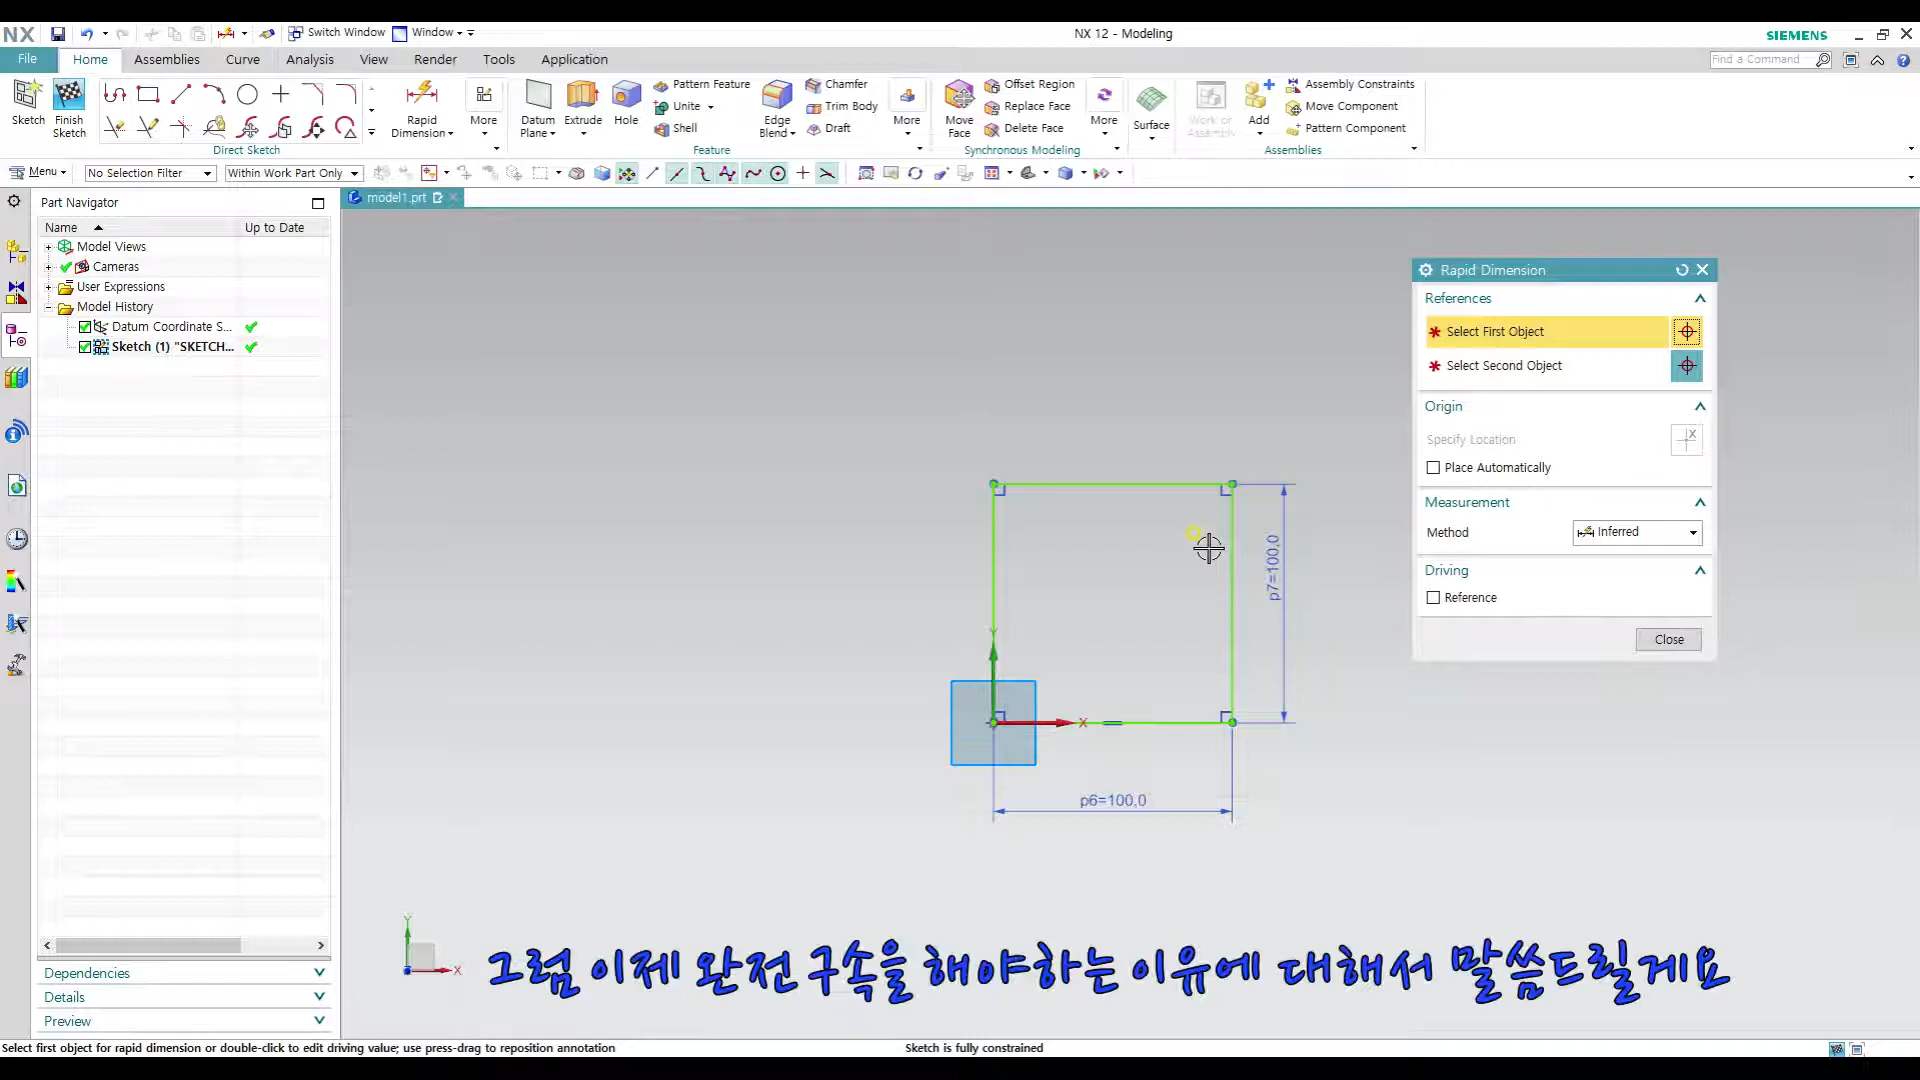 NX
Switch Window
Window
NX 12 - Modeling
SIEMENS
File
Home
Assemblies
Curve
Analysis
View
Render
Tools
Application
Find a Command
Sketch
Finish Sketch
Rapid Dimension
More
Direct Sketch
Datum Plane
Extrude
Hole
Pattern Feature
Unite
Shell
Edge Blend
Chamfer
Trim Body
Draft
More
Feature
Move Face
Offset Region
Replace Face
Delete Face
More
Synchronous Modeling
Surface
Work on Assembly
Add
Assembly Constraints
Move Component
Pattern Component
Assemblies
Menu
No Selection Filter
Within Work Part Only
Part Navigator
model1.prt
Name
Up to Date
Model Views
Cameras
User Expressions
Model History
Datum Coordinate S...
Sketch (1) "SKETCH...
Dependencies
Details
Preview
Y
X
p7=100,0
p6=100,0
Y
X
Rapid Dimension
References
* Select First Object
* Select Second Object
Origin
Specify Location
Place Automatically
Measurement
Method
Inferred
Driving
Reference
Close
그럼 이제 완전 구속을 해야하는 이유에 대해서 말씀드릴게요
Select first object for rapid dimension or double-click to edit driving value; use press-drag to reposition annotation
Sketch is fully constrained